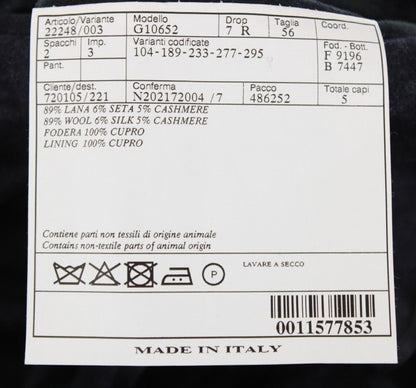 Articolo/Variante Modello Drop Taglia Coord.
22248/003 G10652 7 R 56
Spacchi Imp. Varianti codificate Fod. - Bott.
2 3 104-189-233-277-295 F 9196
Pant. B 7447
Cliente/dest. Conferma Pacco Totale capi
720105/221 N202172004 /7 486252 5
89% LANA 6% SETA 5% CASHMERE
89% WOOL 6% SILK 5% CASHMERE
FODERA 100% CUPRO
LINING 100% CUPRO
Contiene parti non tessili di origine animale
Contains non-textile parts of animal origin
P LAVARE A SECCO
0011577853
MADE IN ITALY